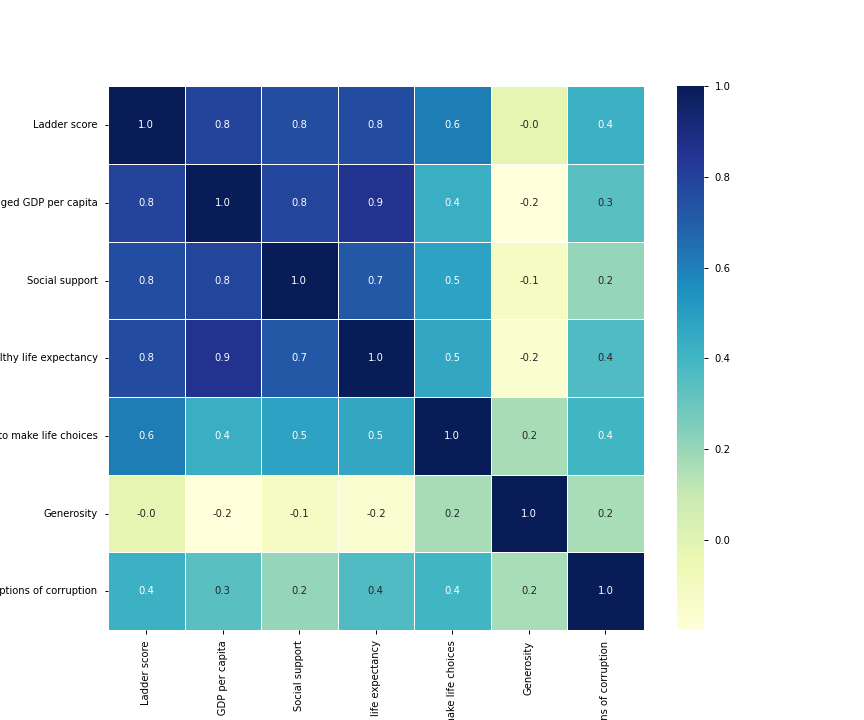 1.0
Ladder score 1.0 0.8 0.8 0.8 0.6 -0.0 0.4
0.8
ged GDP per capita 0.8 1.0 0.8 0.9 0.4 -0.2 0.3
0.6
Social support 0.8 0.8 1.0 0.7 0.5 -0.1 0.2
lthy life expectancy 0.8 0.9 0.7 1.0 0.5 -0.2 0.4
0.4
to make life choices 0.6 0.4 0.5 0.5 1.0 0.2 0.4
0.2
Generosity -0.0 -0.2 -0.1 -0.2 0.2 1.0 0.2
0.0
ptions of corruption 0.4 0.3 0.2 0.4 0.4 0.2 1.0
Ladder score
GDP per capita
Social support
life expectancy
ake life choices
Generosity
ns of corruption